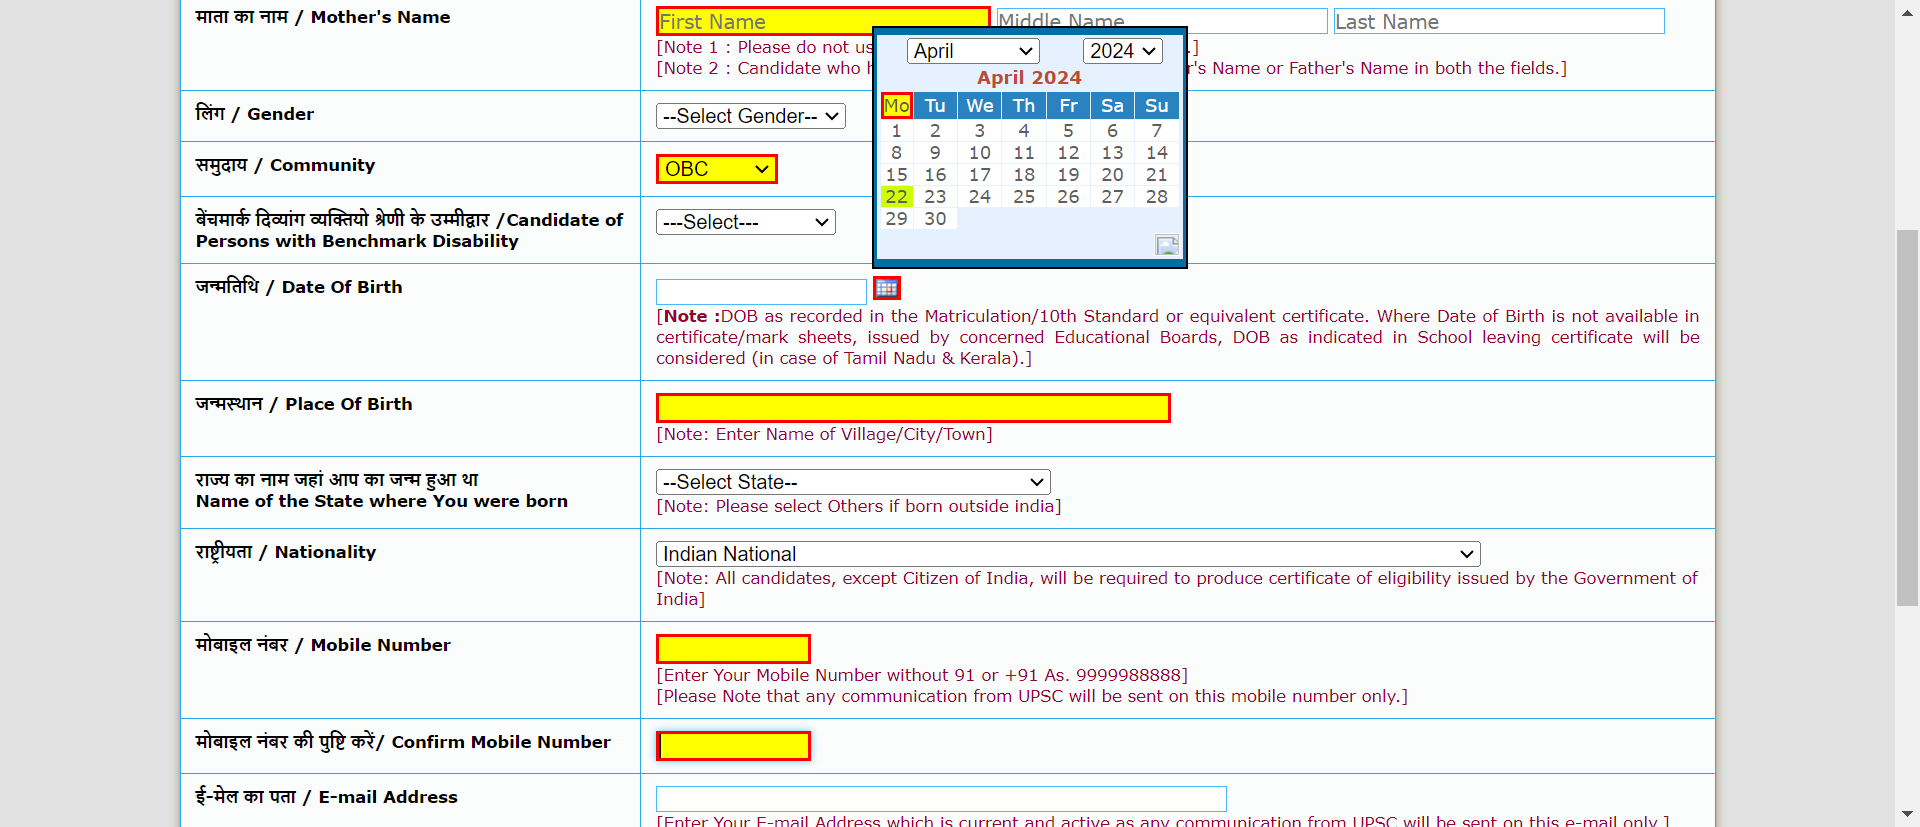 माता का नाम / Mother's Name
First Name
Middle Name
Last Name
[Note 1 : Please do not us
.]
[Note 2 : Candidate who
r's Name or Father's Name in both the fields.]
April
2024
April 2024
Mo Tu We Th Fr Sa Su
1 2 3 4 5 6 7
8 9 10 11 12 13 14
15 16 17 18 19 20 21
22 23 24 25 26 27 28
29 30
लिंग / Gender
--Select Gender--
समुदाय / Community
OBC
बेंचमार्क दिव्यांग व्यक्तियो श्रेणी के उम्मीद्वार /Candidate of
Persons with Benchmark Disability
---Select---
जन्मतिथि / Date Of Birth
[Note :DOB as recorded in the Matriculation/10th Standard or equivalent certificate. Where Date of Birth is not available in
certificate/mark sheets, issued by concerned Educational Boards, DOB as indicated in School leaving certificate will be
considered (in case of Tamil Nadu & Kerala).]
जन्मस्थान / Place Of Birth
[Note: Enter Name of Village/City/Town]
राज्य का नाम जहां आप का जन्म हुआ था
Name of the State where You were born
--Select State--
[Note: Please select Others if born outside india]
राष्ट्रीयता / Nationality
Indian National
[Note: All candidates, except Citizen of India, will be required to produce certificate of eligibility issued by the Government of
India]
मोबाइल नंबर / Mobile Number
[Enter Your Mobile Number without 91 or +91 As. 9999988888]
[Please Note that any communication from UPSC will be sent on this mobile number only.]
मोबाइल नंबर की पुष्टि करें/ Confirm Mobile Number
ई-मेल का पता / E-mail Address
[Enter Your E-mail Address which is current and active as any communication from UPSC will be sent on this e-mail only.]